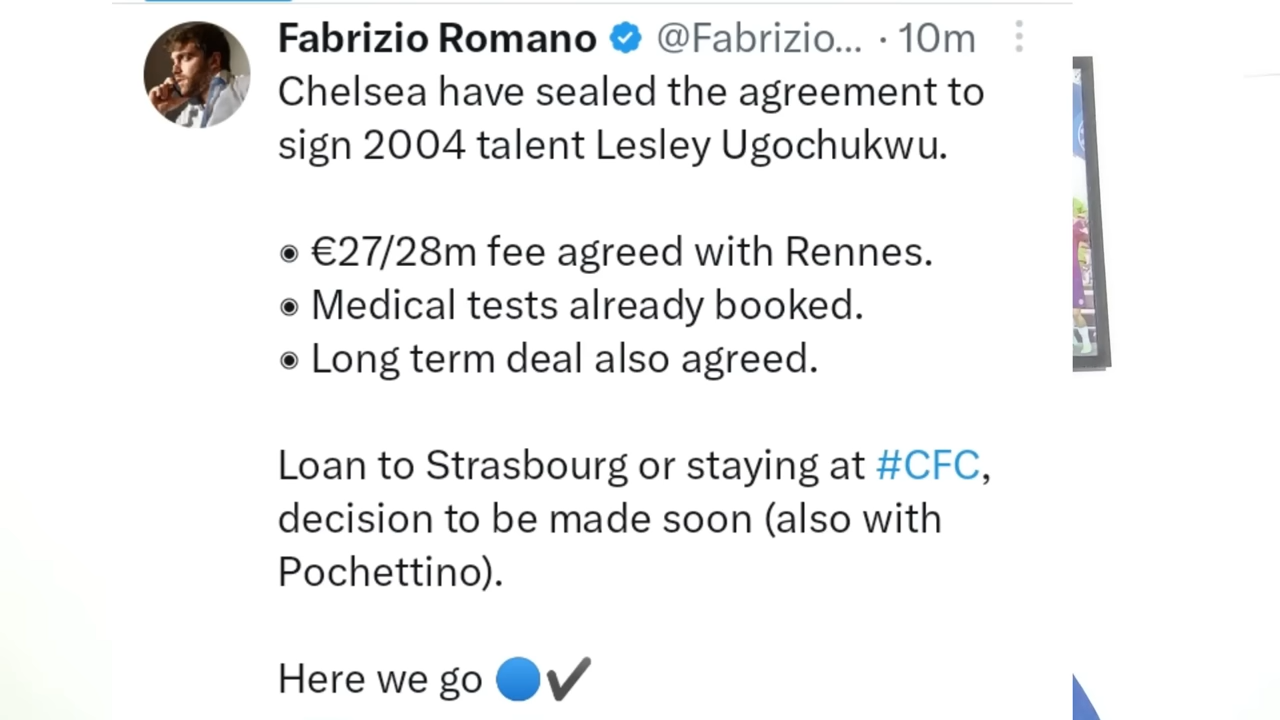 Fabrizio Romano @Fabrizio... · 10m
Chelsea have sealed the agreement to
sign 2004 talent Lesley Ugochukwu.
◉ €27/28m fee agreed with Rennes.
◉ Medical tests already booked.
◉ Long term deal also agreed.
Loan to Strasbourg or staying at #CFC,
decision to be made soon (also with
Pochettino).
Here we go 🔵✔️